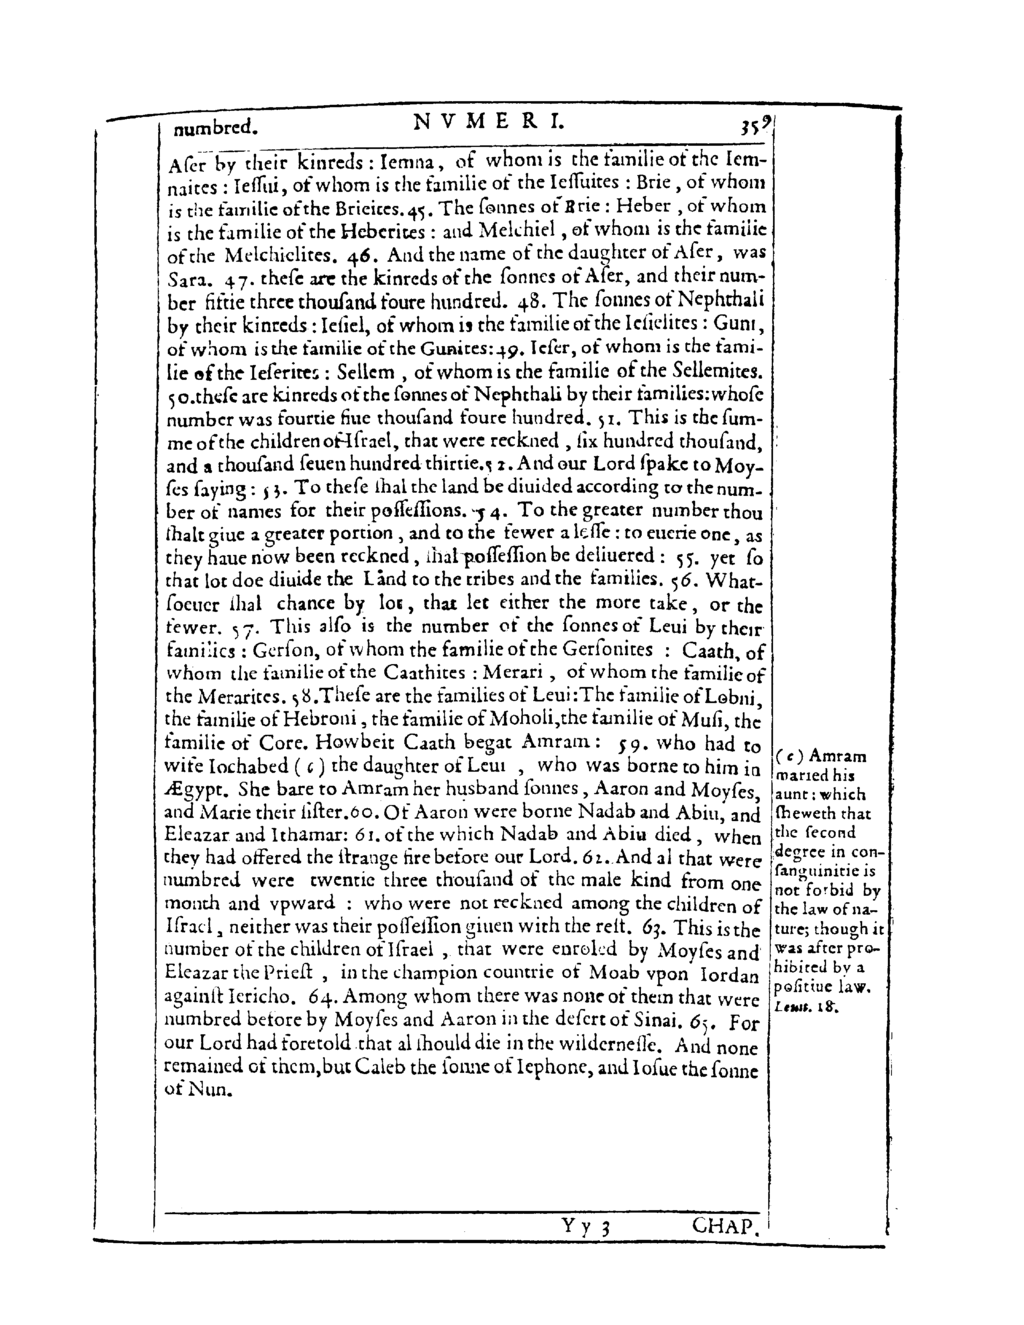 numbred. NVMERI. 359
Aſer by their kinreds : Iemna, of whom is the familie of the Iem-
naites : Ieſſui, of whom is the familie of the Ieſſuites : Brie, of whom
is the familie of the Brieites. 45. The ſonnes of Brie : Heber, of whom
is the familie of the Heberites : and Melchiel, of whom is the familie
of the Melchielites. 46. And the name of the daughter of Aſer, was
Sara. 47. theſe are the kinreds of the ſonnes of Aſer, and their num-
ber fiftie three thouſand foure hundred. 48. The ſonnes of Nephthali
by their kinreds : Ieſiel, of whom is the familie of the Ieſielites : Guni,
of whom is the familie of the Gunites: 49. Ieſer, of whom is the fami-
lie of the Ieſerites : Sellem, of whom is the familie of the Sellemites.
50. theſe are kinreds of the ſonnes of Nephthali by their families: whoſe
number was fourtie fiue thouſand foure hundred. 51. This is the ſum-
me of the children of Iſrael, that were reckned, ſix hundred thouſand,
and a thouſand ſeuen hundred thirtie. 52. And our Lord ſpake to Moy-
ſes ſaying : 53. To theſe ſhal the land be diuided according to the num-
ber of names for their poſſeſſions. 54. To the greater number thou
ſhalt giue a greater portion, and to the fewer a leſſe : to euerie one, as
they haue now been reckned, ſhal poſſeſſion be deliuered : 55. yet ſo
that lot doe diuide the Land to the tribes and the families. 56. What-
ſoeuer ſhal chance by lot, that let either the more take, or the
fewer. 57. This alſo is the number of the ſonnes of Leui by their
families : Gerſon, of whom the familie of the Gerſonites : Caath, of
whom the familie of the Caathites : Merari, of whom the familie of
the Merarites. 58. Theſe are the families of Leui: The familie of Lobni,
the familie of Hebroni, the familie of Moholi, the familie of Muſi, the
familie of Core. Howbeit Caath begat Amram : 59. who had to
wife Iochabed (c) the daughter of Leui, who was borne to him in
Ægypt. She bare to Amram her husband ſonnes, Aaron and Moyſes,
and Marie their ſiſter. 60. Of Aaron were borne Nadab and Abiu, and
Eleazar and Ithamar: 61. of the which Nadab and Abiu died, when
they had offered the ſtrange fire before our Lord. 62. And al that were
numbred were twentie three thouſand of the male kind from one
month and vpward : who were not reckned among the children of
Iſrael, neither was their poſſeſſion giuen with the reſt. 63. This is the
number of the children of Iſrael, that were enroled by Moyſes and
Eleazar the Prieſt, in the champion countrie of Moab vpon Iordan
againſt Iericho. 64. Among whom there was none of them that were
numbred before by Moyſes and Aaron in the deſert of Sinai. 65. For
our Lord had foretold that al ſhould die in the wilderneſſe. And none
remained of them, but Caleb the ſonne of Iephone, and Ioſue the ſonne
of Nun.
(c) Amram
maried his
aunt; which
ſheweth that
the ſecond
degree in con-
ſanguinitie is
not forbid by
the law of na-
ture; though it
was after pro-
hibited by a
poſitiue law.
Leuit. 18.
Yy 3 CHAP.